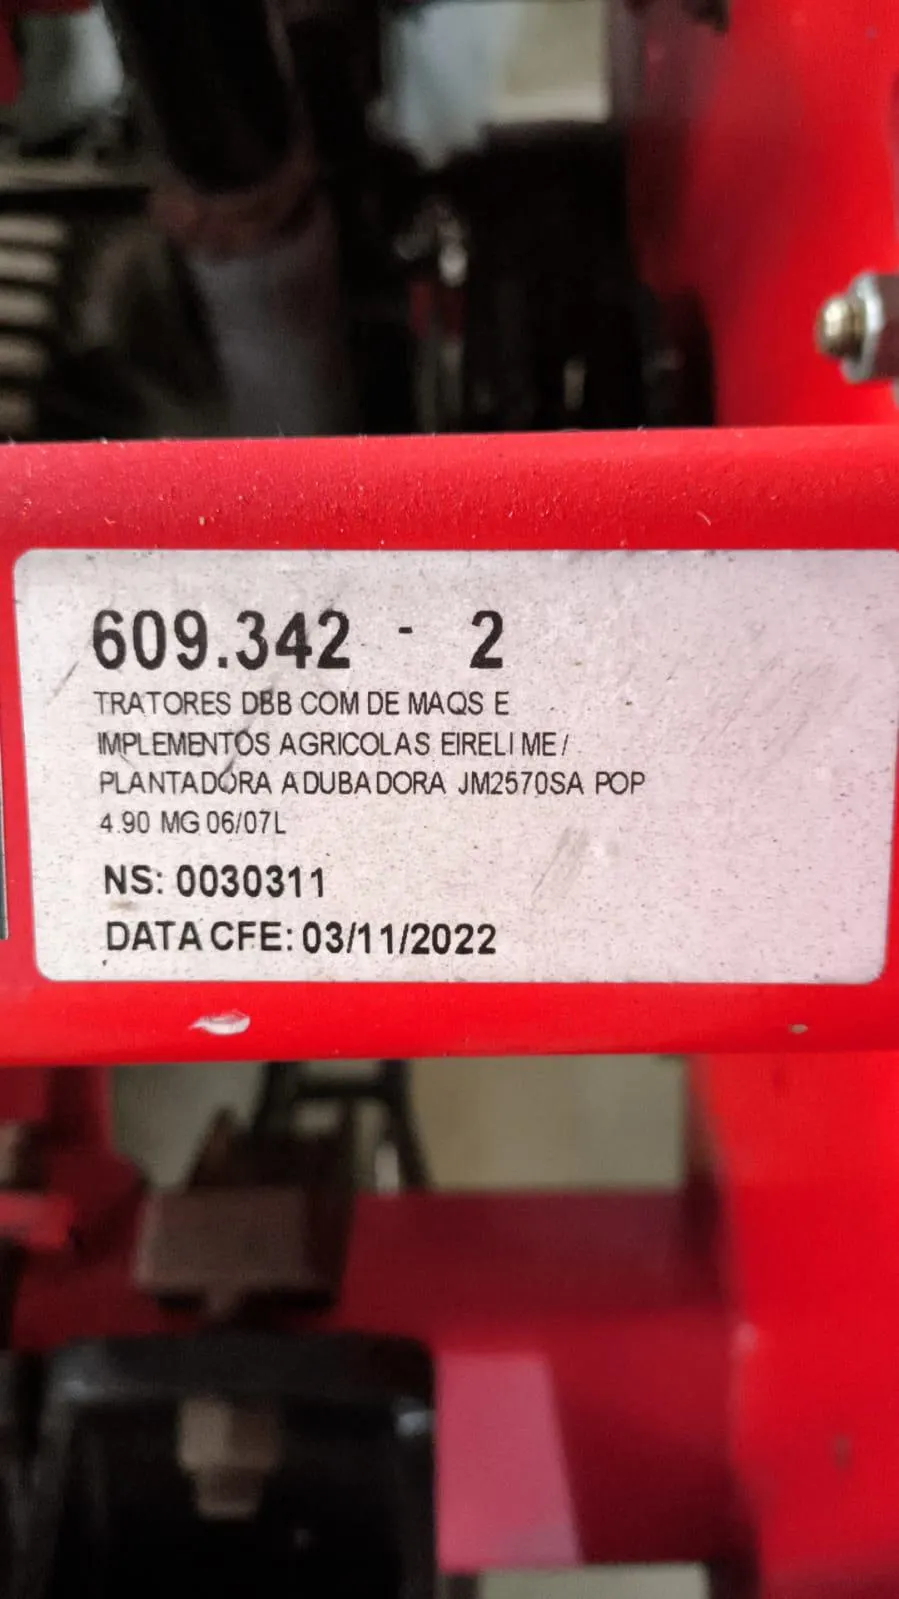 609.342 - 2
TRATORES DBB COM DE MAQS E
IMPLEMENTOS AGRICOLAS EIRELI ME /
PLANTADORA ADUBADORA JM2570SA POP
4.90 MG 06/07L
NS: 0030311
DATA CFE: 03/11/2022